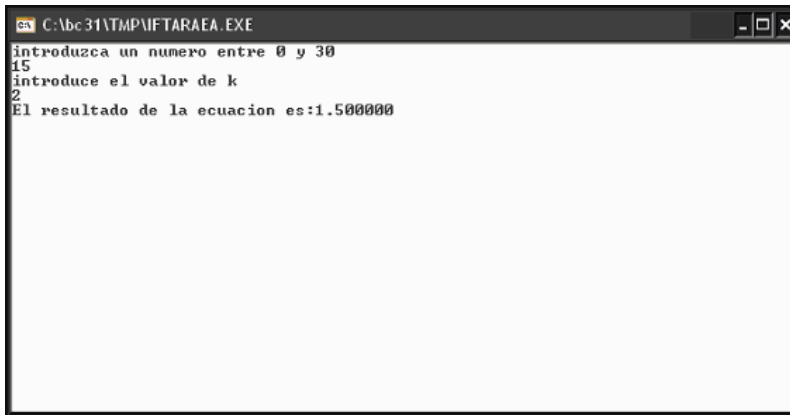 C:\bc31\TMP\IFTARAEA.EXE
introduzca un numero entre 0 y 30
15
introduce el valor de k
2
El resultado de la ecuacion es:1.500000